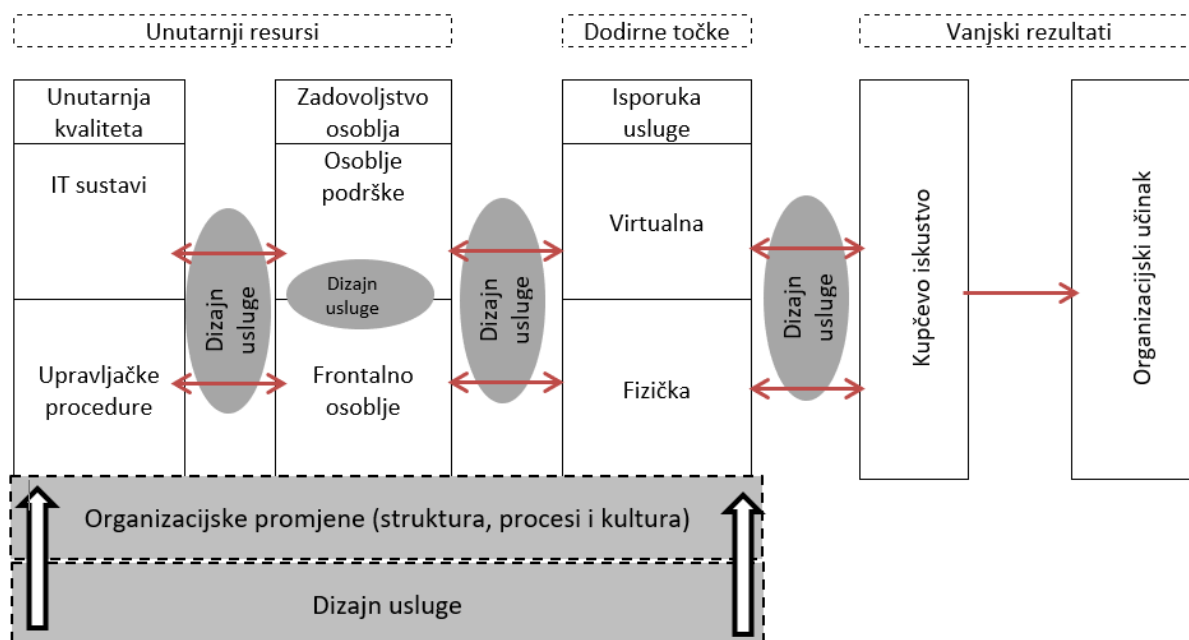 Unutarnji resursi
Dodirne točke
Vanjski rezultati
Unutarnja
kvaliteta
IT sustavi
Upravljačke
procedure
Dizajn
usluge
Zadovoljstvo
osoblja
Osoblje
podrške
Dizajn
usluge
Frontalno
osoblje
Dizajn
usluge
Isporuka
usluge
Virtualna
Fizička
Dizajn
usluge
Kupčevo iskustvo
Organizacijski učinak
Organizacijske promjene (struktura, procesi i kultura)
Dizajn usluge